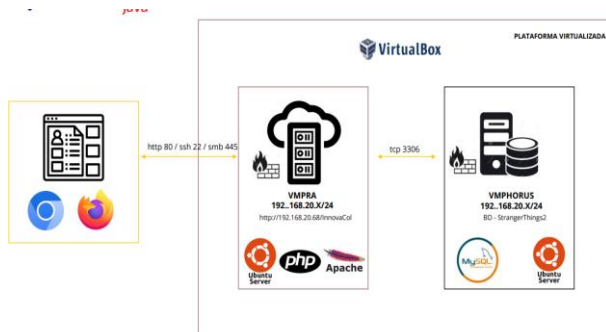 java
VirtualBox
PLATAFORMA VIRTUALIZADA
http 80 / ssh 22 / smb 445
tcp 3306
VMPRA
192..168.20.X/24
http://192.168.20.68/InnovaCol
VMPHORUS
192..168.20.X/24
BD - StrangerThings2
Ubuntu
Server
php
Apache
MySQL
Ubuntu
Server